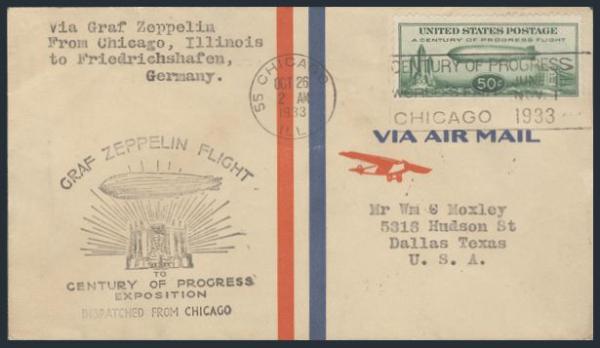 Via Graf Zeppelin
From Chicago, Illinois
to Friedrichshafen,
Germany.
55 CHICAGO
OCT 26
2 AM
1933
ILL.
UNITED STATES POSTAGE
A CENTURY OF PROGRESS FLIGHT
50¢
CENTURY OF PROGRESS
JUNE 1
NOV. 1
CHICAGO 1933
VIA AIR MAIL
GRAF ZEPPELIN FLIGHT
TO
CENTURY OF PROGRESS
EXPOSITION
DISPATCHED FROM CHICAGO
Mr Wm S Moxley
5318 Hudson St
Dallas Texas
U. S. A.